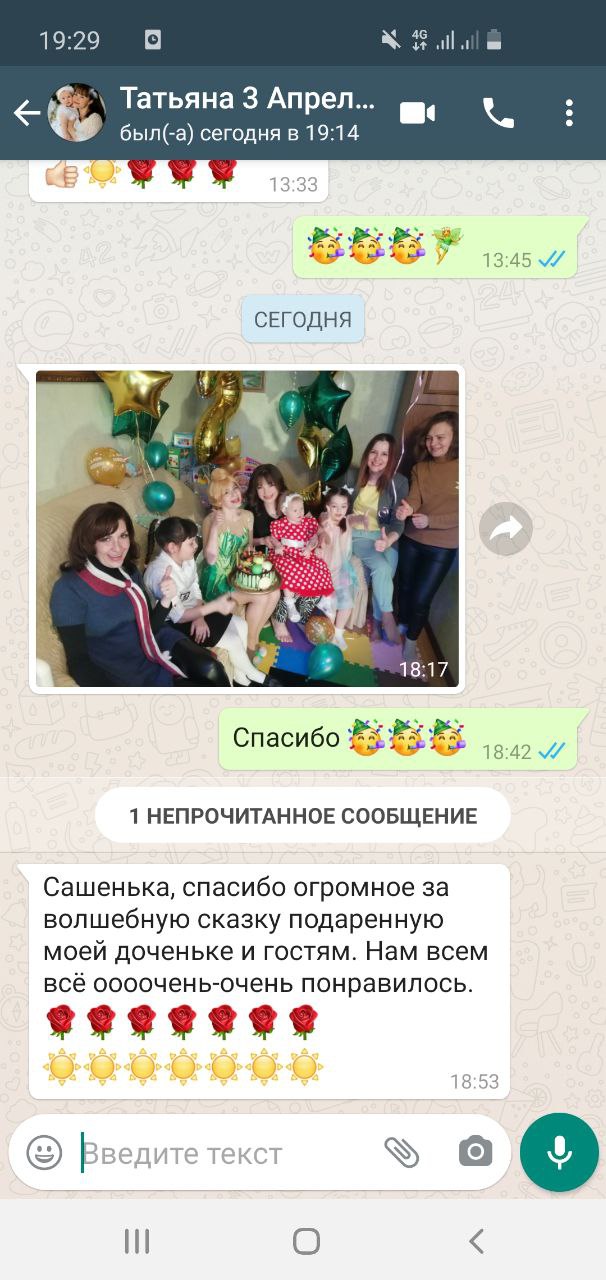 19:29
4G
Татьяна 3 Апрел...
был(-а) сегодня в 19:14
13:33
13:45
СЕГОДНЯ
18:17
Спасибо 🥳🥳🥳 18:42
1 НЕПРОЧИТАННОЕ СООБЩЕНИЕ
Сашенька, спасибо огромное за
волшебную сказку подаренную
моей доченьке и гостям. Нам всем
всё оооочень-очень понравилось.
🌹🌹🌹🌹🌹🌹🌹
☀️☀️☀️☀️☀️☀️☀️
18:53
Введите текст